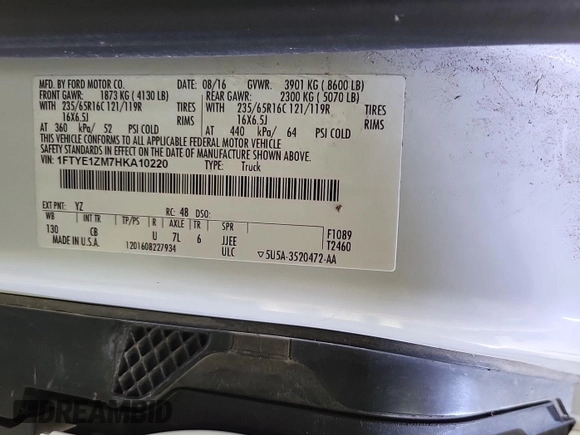 MFD. BY FORD MOTOR CO. DATE: 08/16 GVWR: 3901 KG ( 8600 LB)
FRONT GAWR: 1873 KG ( 4130 LB) REAR GAWR: 2300 KG ( 5070 LB)
WITH 235/65R16C 121/119R TIRES WITH 235/65R16C 121/119R TIRES
16X6.5J 16X6.5J
AT 360 kPa/ 52 PSI COLD AT 440 kPa/ 64 PSI COLD
THIS VEHICLE CONFORMS TO ALL APPLICABLE FEDERAL MOTOR VEHICLE
SAFETY STANDARDS IN EFFECT ON THE DATE OF MANUFACTURE SHOWN ABOVE.
VIN: 1FTYE1ZM7HKA10220 TYPE: Truck
EXT PNT: YZ RC: 48 DSO:
WB INT TR TP/PS R AXLE TR SPR F1089
130 CB U 7L 6 JJEE T2460
MADE IN U.S.A. 1201608227934 ULC 5U5A-3520472-AA
DREAMBID